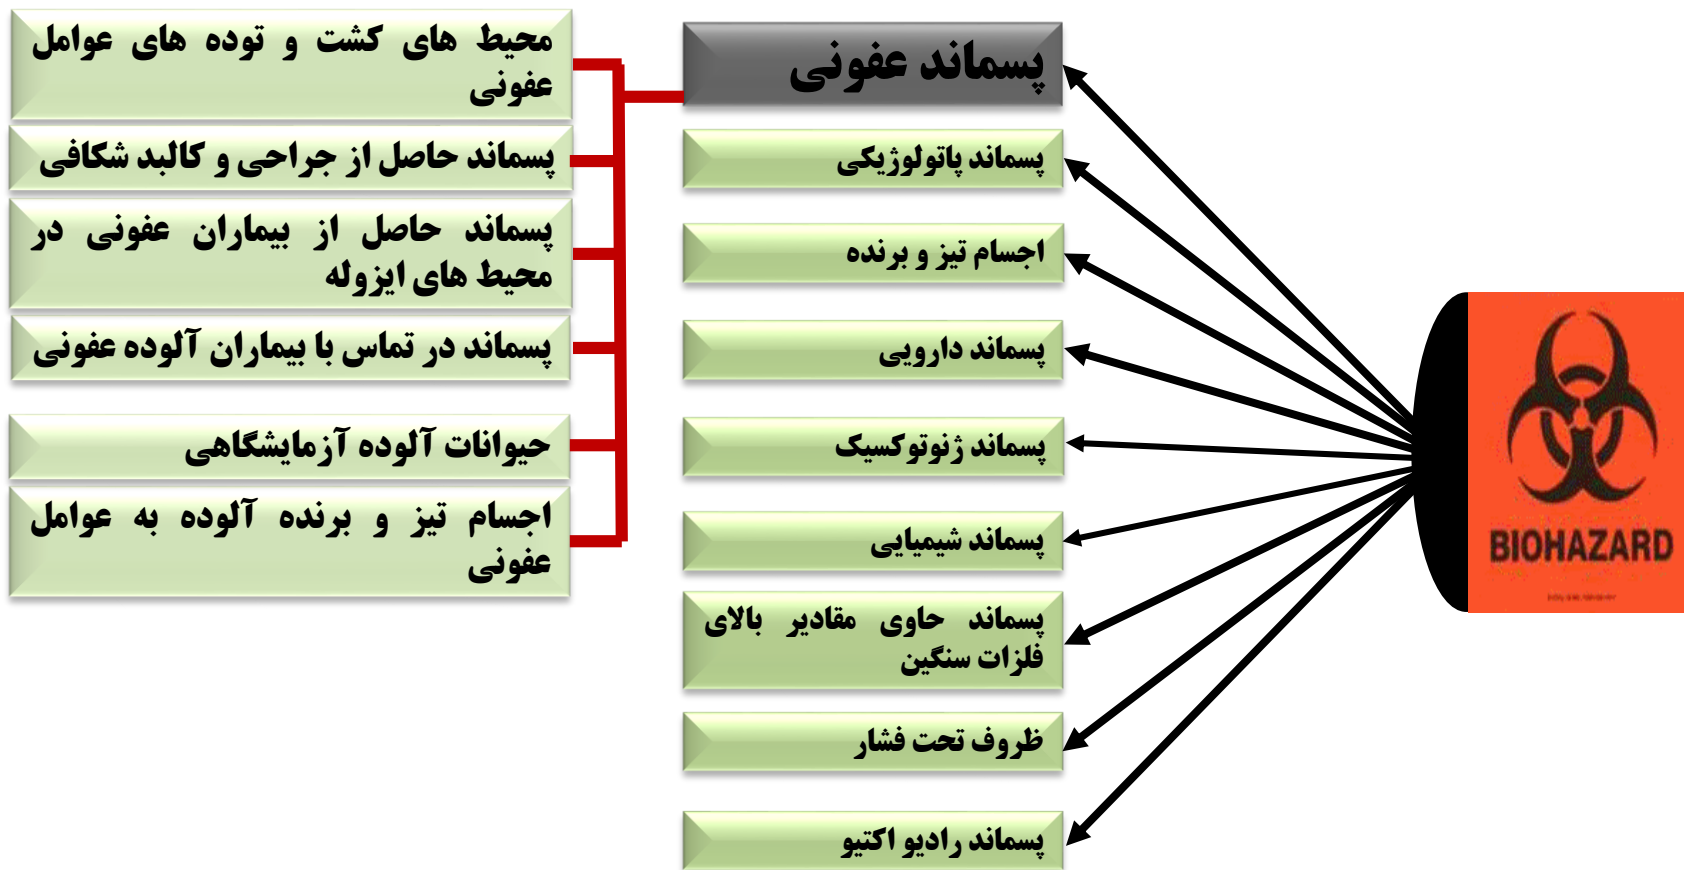 پسماند عفونی
پسماند پاتولوژیکی
اجسام تیز و برنده
پسماند دارویی
پسماند ژنوتوکسیک
پسماند شیمیایی
پسماند حاوی مقادیر بالای
فلزات سنگین
ظروف تحت فشار
پسماند رادیو اکتیو
محیط های کشت و توده های عوامل
عفونی
پسماند حاصل از جراحی و کالبد شکافی
پسماند حاصل از بیماران عفونی در
محیط های ایزوله
پسماند در تماس با بیماران آلوده عفونی
حیوانات آلوده آزمایشگاهی
اجسام تیز و برنده آلوده به عوامل
عفونی
BIOHAZARD